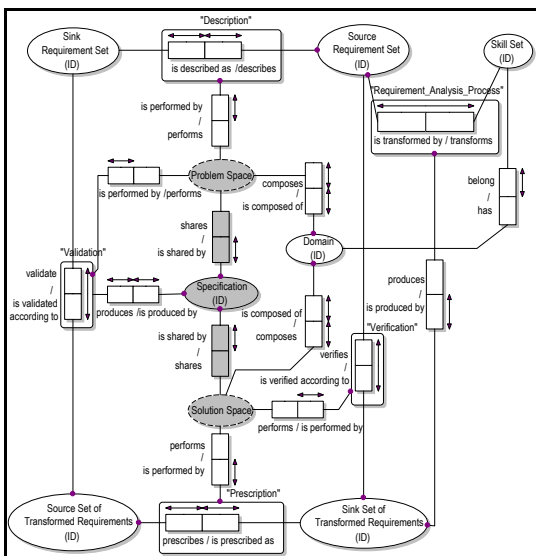 "Description"
Sink
Requirement Set
(ID)
Source
Requirement Set
(ID)
Skill Set
(ID)
is described as /describes
"Requirement_Analysis_Process"
is transformed by / transforms
is performed by
/
performs
Problem Space
is performed by /performs
composes
/
is composed of
belong
/
has
shares
/
is shared by
Domain
(ID)
"Validation"
validate
/
is validated
according to
Specification
(ID)
produces /is produced by
produces
/
is produced by
is shared by
/
shares
is composed of
/
composes
"Verification"
verifies
/
is verified according to
Solution Space
performs / is performed by
performs
/
is performed by
"Prescription"
Source Set of
Transformed Requirements
(ID)
prescribes / is prescribed as
Sink Set of
Transformed Requirements
(ID)